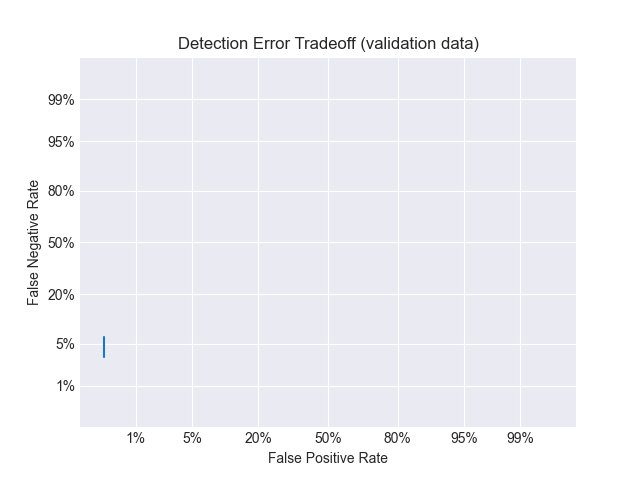 Detection Error Tradeoff (validation data)
99%
95%
80%
50%
20%
5%
1%
False Negative Rate
1% 5% 20% 50% 80% 95% 99%
False Positive Rate